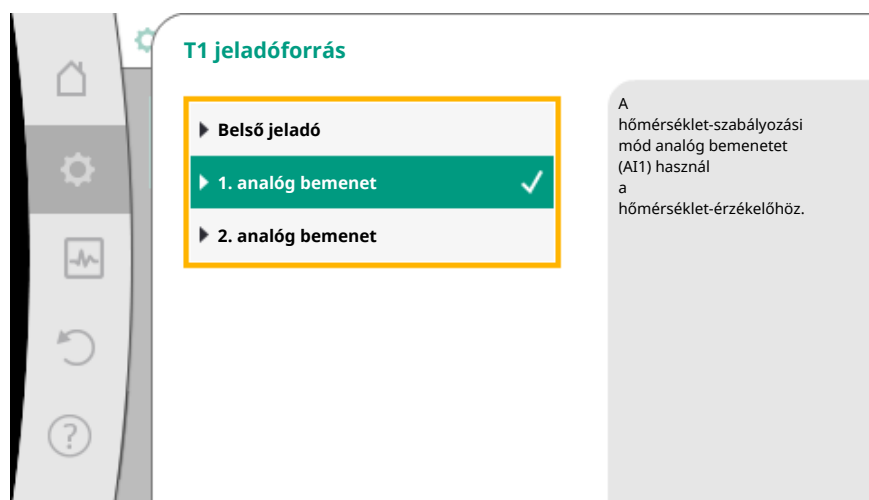 T1 jeladóforrás
Belső jeladó
1. analóg bemenet
2. analóg bemenet
A
hőmérséklet-szabályozási
mód analóg bemenetet
(AI1) használ
a
hőmérséklet-érzékelőhöz.
?